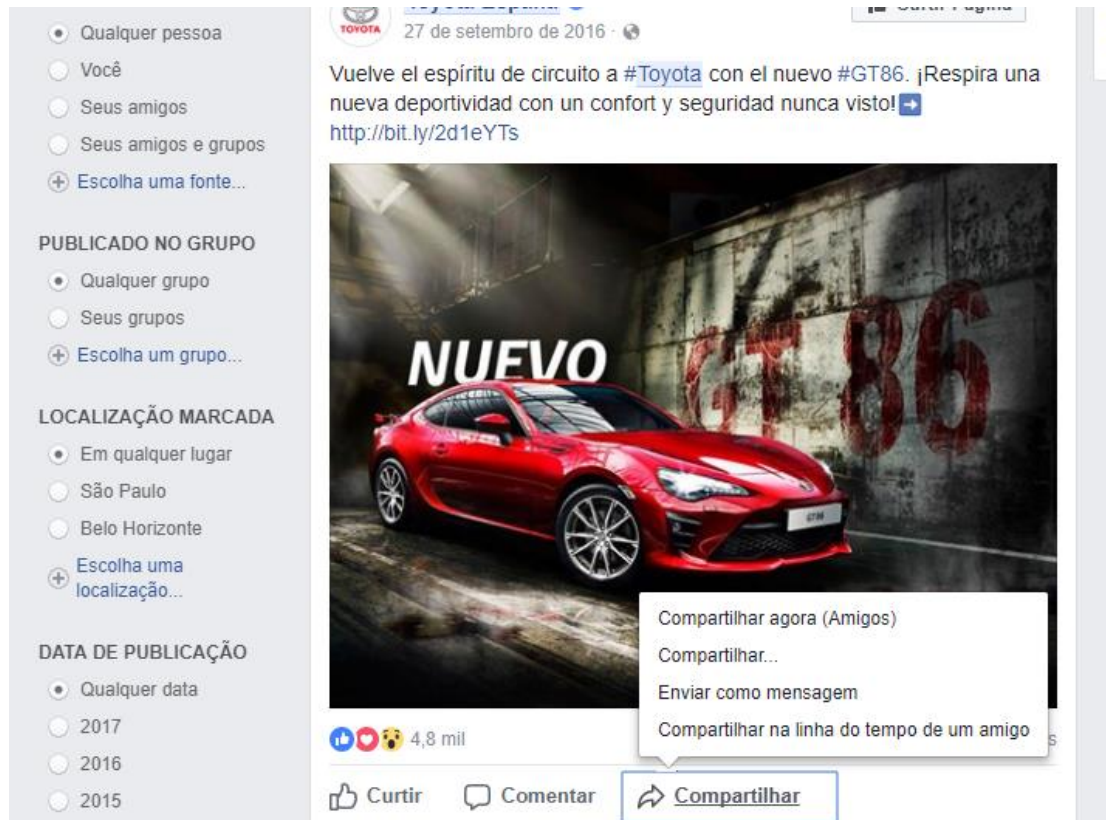 Qualquer pessoa
Você
Seus amigos
Seus amigos e grupos
Escolha uma fonte...
PUBLICADO NO GRUPO
Qualquer grupo
Seus grupos
Escolha um grupo...
LOCALIZAÇÃO MARCADA
Em qualquer lugar
São Paulo
Belo Horizonte
Escolha uma
localização...
DATA DE PUBLICAÇÃO
Qualquer data
2017
2016
2015
TOYOTA
27 de setembro de 2016 ·
Vuelve el espíritu de circuito a #Toyota con el nuevo #GT86. ¡Respira una
nueva deportividad con un confort y seguridad nunca visto!
http://bit.ly/2d1eYTs
NUEVO
GT 86
GT86
Compartilhar agora (Amigos)
Compartilhar...
Enviar como mensagem
Compartilhar na linha do tempo de um amigo
4,8 mil
Curtir Comentar Compartilhar